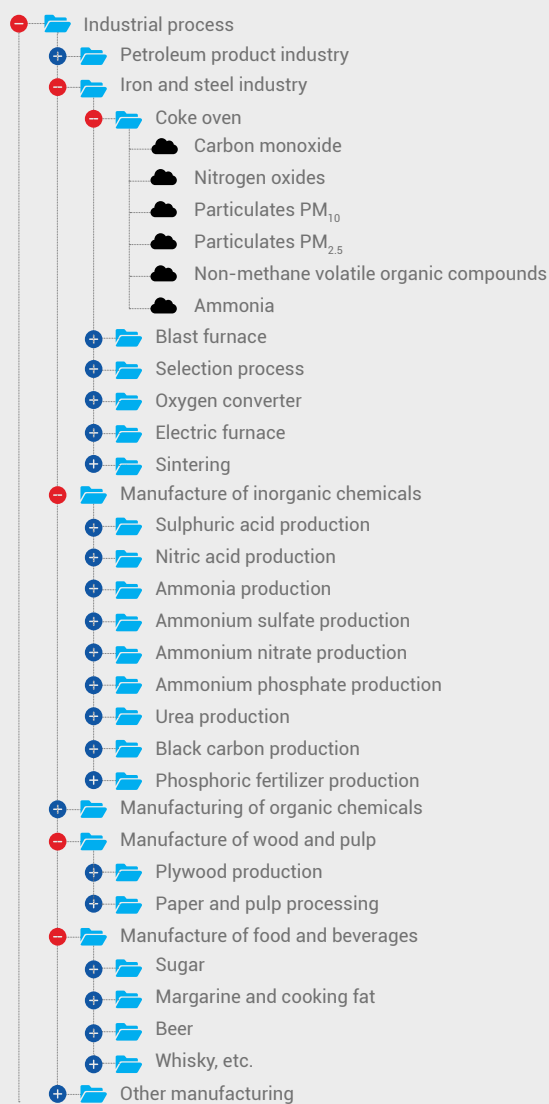 Industrial process
Petroleum product industry
Iron and steel industry
Coke oven
Carbon monoxide
Nitrogen oxides
Particulates PM10
Particulates PM2.5
Non-methane volatile organic compounds
Ammonia
Blast furnace
Selection process
Oxygen converter
Electric furnace
Sintering
Manufacture of inorganic chemicals
Sulphuric acid production
Nitric acid production
Ammonia production
Ammonium sulfate production
Ammonium nitrate production
Ammonium phosphate production
Urea production
Black carbon production
Phosphoric fertilizer production
Manufacturing of organic chemicals
Manufacture of wood and pulp
Plywood production
Paper and pulp processing
Manufacture of food and beverages
Sugar
Margarine and cooking fat
Beer
Whisky, etc.
Other manufacturing